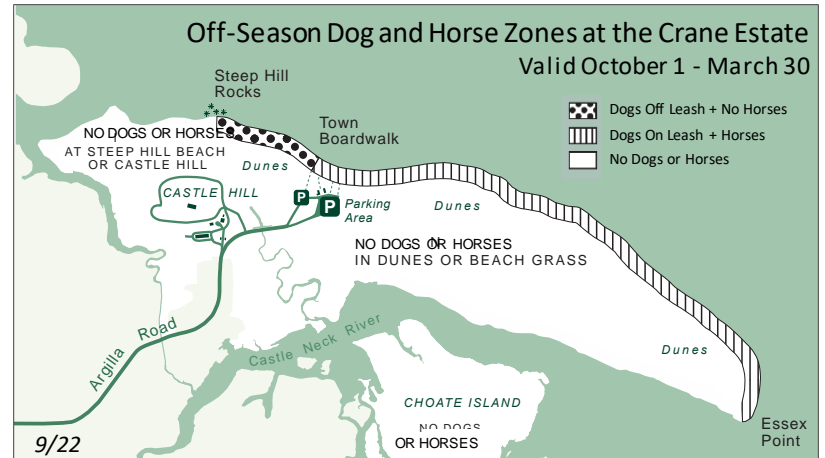 Off-Season Dog and Horse Zones at the Crane Estate
Valid October 1 - March 30
Steep Hill
Rocks
Dogs Off Leash + No Horses
Dogs On Leash + Horses
No Dogs or Horses
Town
Boardwalk
NO DOGS OR HORSES
AT STEEP HILL BEACH
OR CASTLE HILL
Dunes
CASTLE HILL
P
P
Parking
Area
Dunes
NO DOGS OR HORSES
IN DUNES OR BEACH GRASS
Argilla Road
Castle Neck River
Dunes
CHOATE ISLAND
NO DOGS
OR HORSES
Essex
Point
9/22